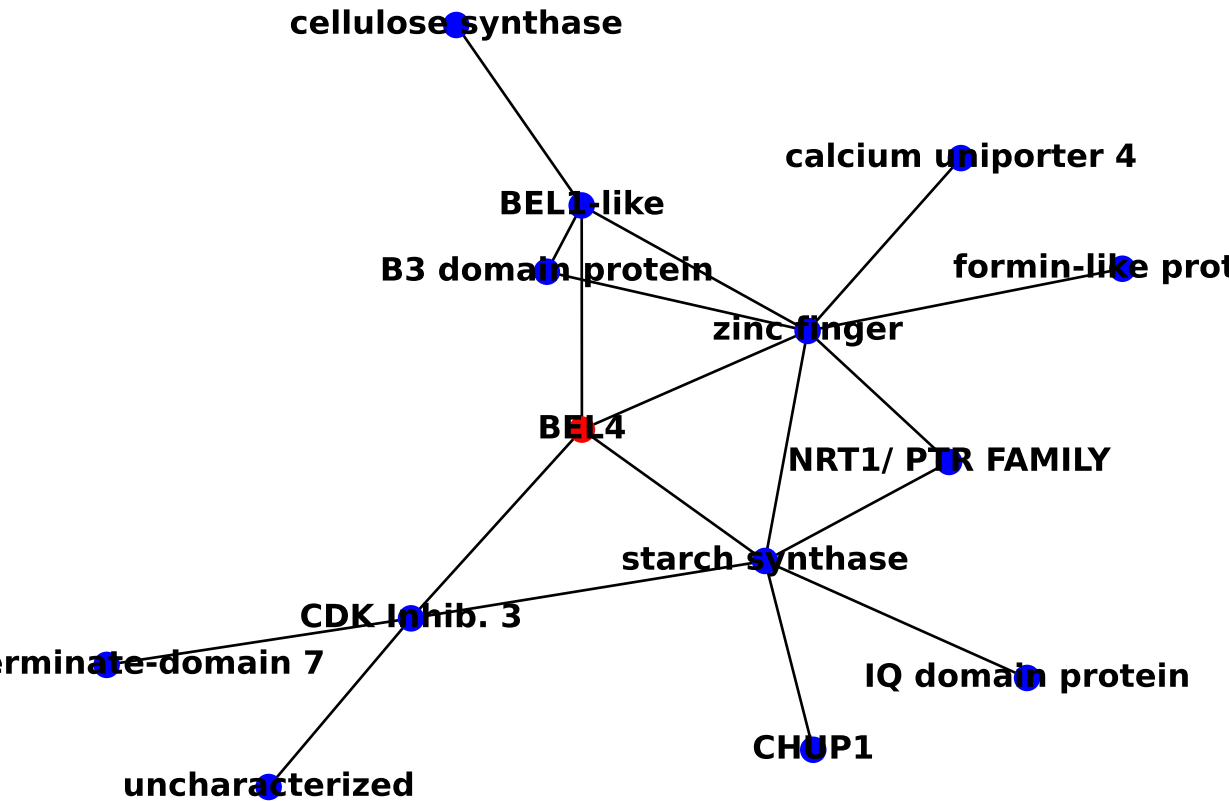 cellulose synthase
calcium uniporter 4
BEL1-like
B3 domain protein
formin-like prot
zinc finger
BEL4
NRT1/ PTR FAMILY
starch synthase
CDK Inhib. 3
erminate-domain 7
IQ domain protein
CHUP1
uncharacterized